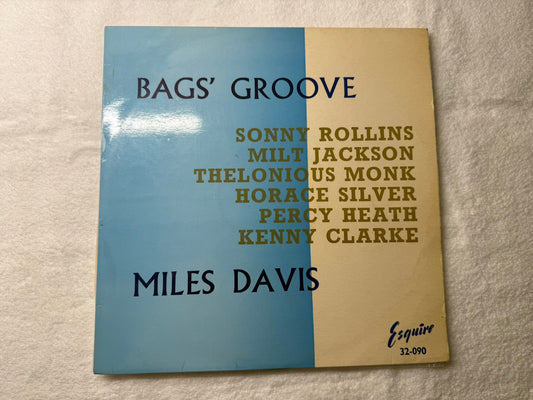 BAGS' GROOVE
SONNY ROLLINS
MILT JACKSON
THELONIOUS MONK
HORACE SILVER
PERCY HEATH
KENNY CLARKE
MILES DAVIS
Esquire
32-090